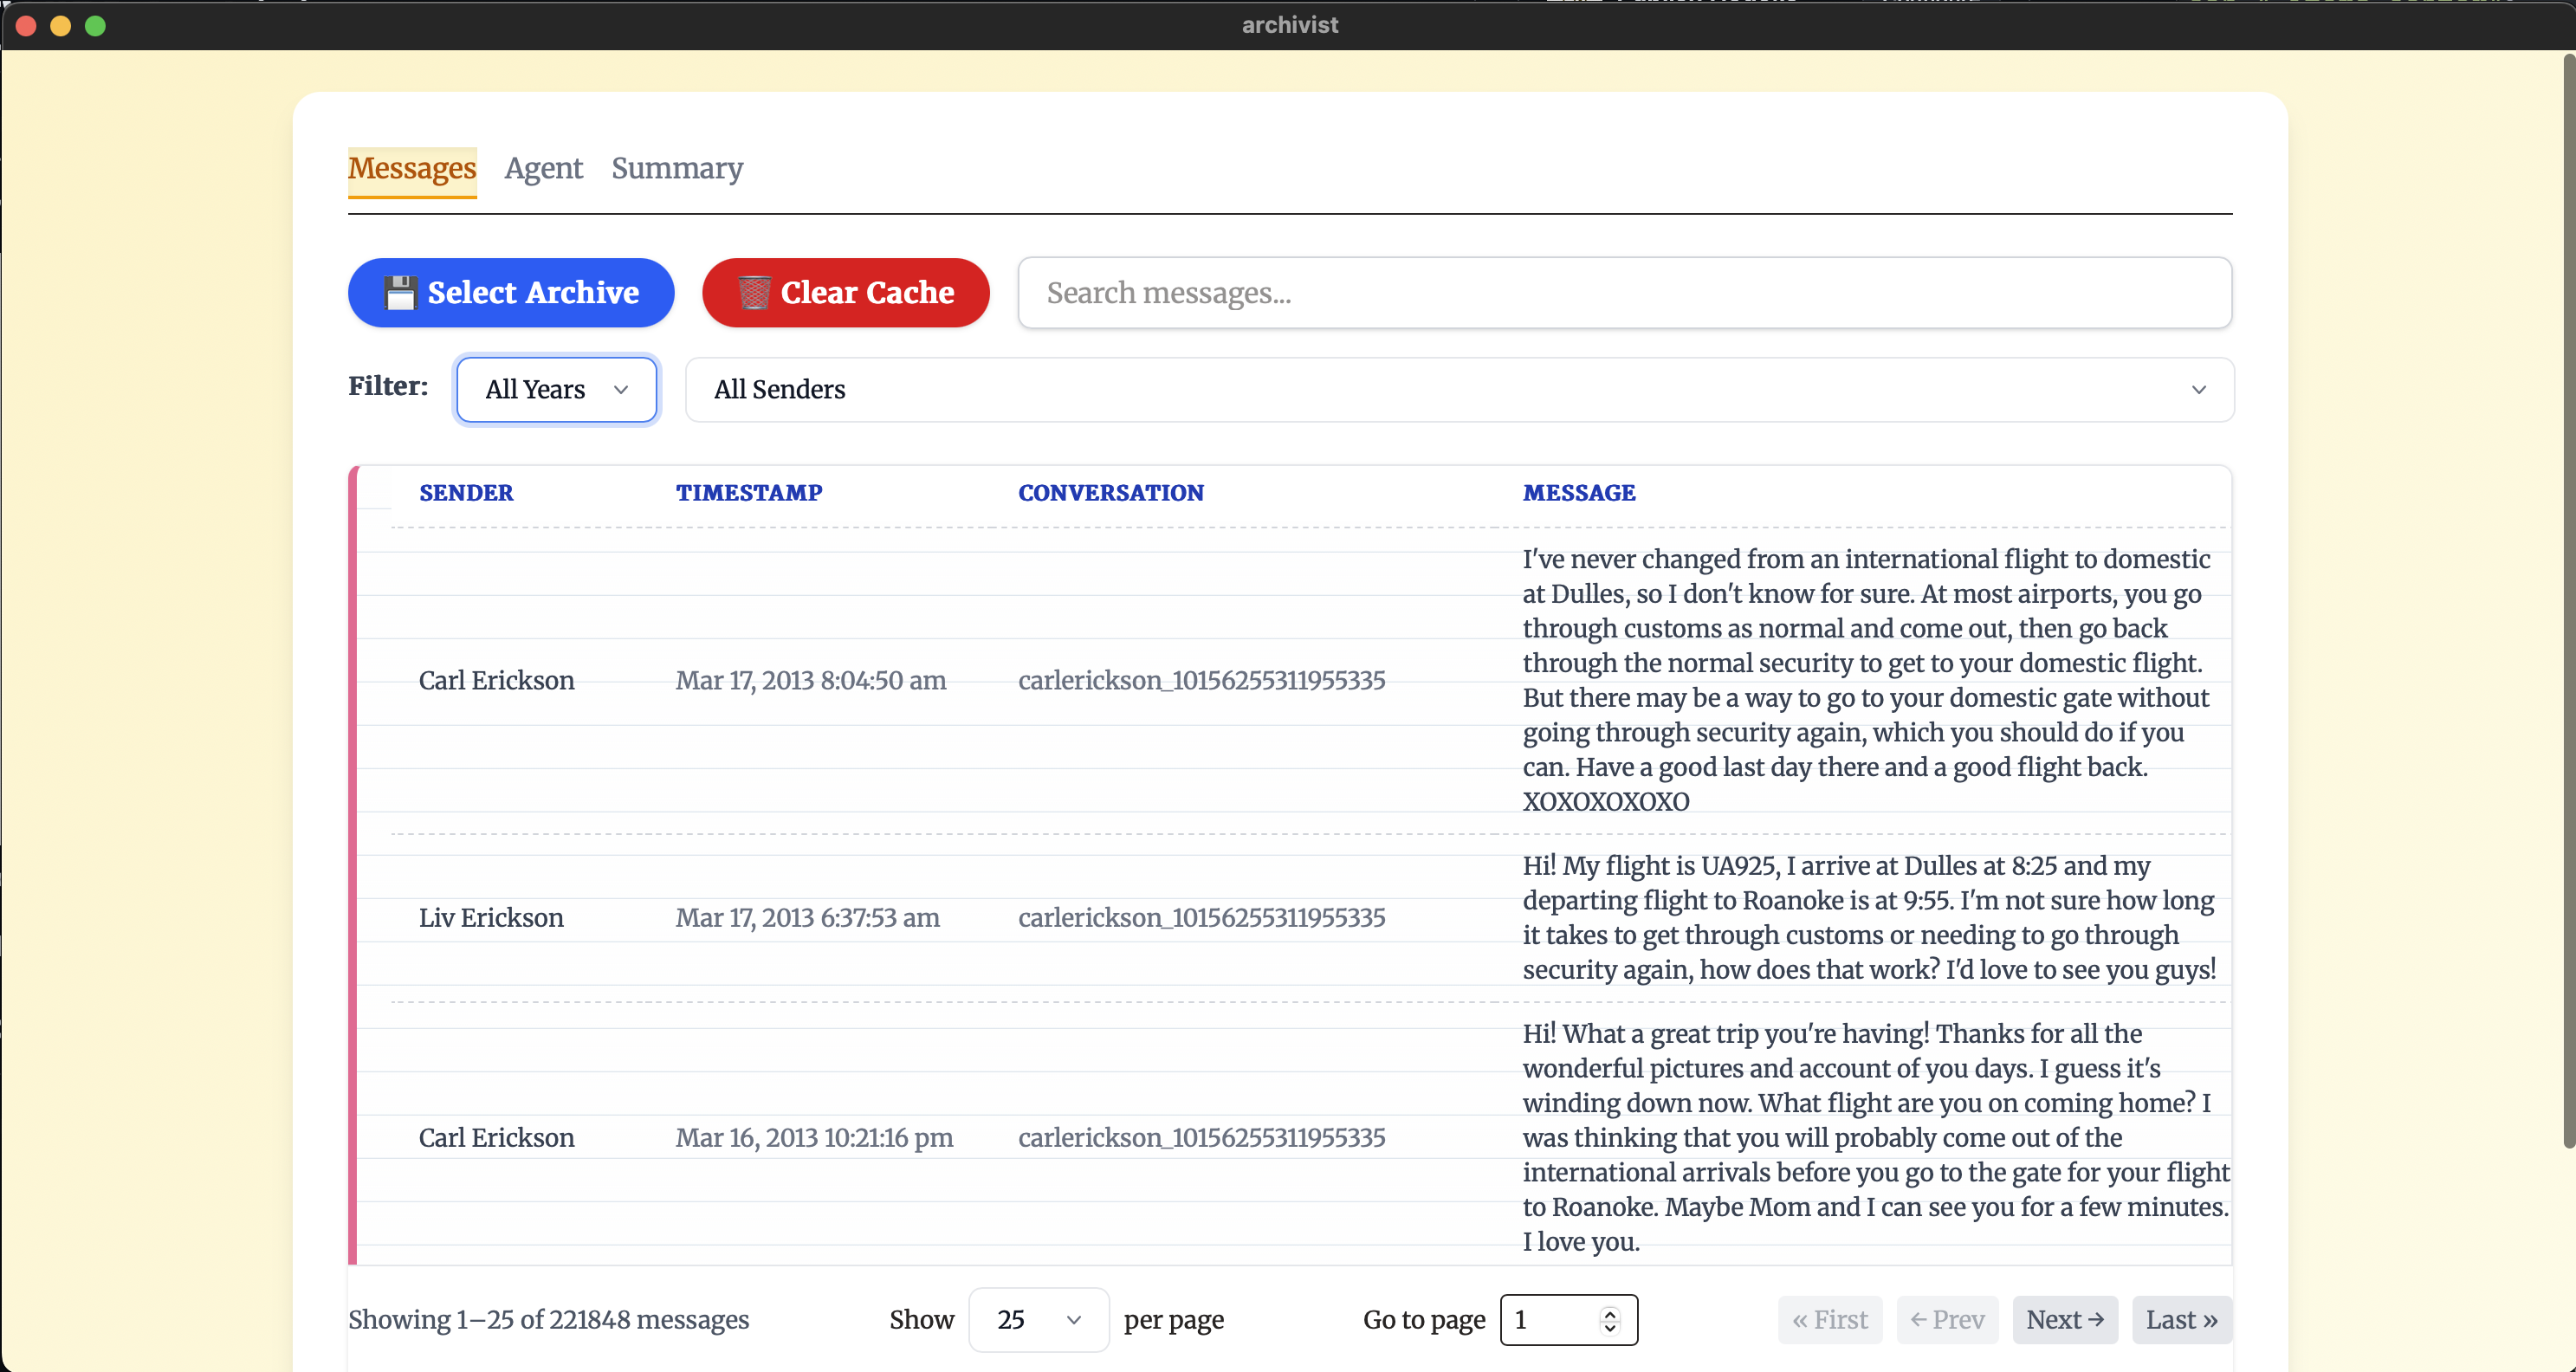 archivist
Messages Agent Summary
Select Archive Clear Cache Search messages...
Filter: All Years All Senders
SENDER TIMESTAMP CONVERSATION MESSAGE
I've never changed from an international flight to domestic
at Dulles, so I don't know for sure. At most airports, you go
through customs as normal and come out, then go back
through the normal security to get to your domestic flight.
Carl Erickson Mar 17, 2013 8:04:50 am carlerickson_10156255311955335
But there may be a way to go to your domestic gate without
going through security again, which you should do if you
can. Have a good last day there and a good flight back.
XOXOXOXOXO
Hi! My flight is UA925, I arrive at Dulles at 8:25 and my
departing flight to Roanoke is at 9:55. I'm not sure how long
Liv Erickson Mar 17, 2013 6:37:53 am carlerickson_10156255311955335
it takes to get through customs or needing to go through
security again, how does that work? I'd love to see you guys!
Hi! What a great trip you're having! Thanks for all the
wonderful pictures and account of you days. I guess it's
winding down now. What flight are you on coming home? I
Carl Erickson Mar 16, 2013 10:21:16 pm carlerickson_10156255311955335 was thinking that you will probably come out of the
international arrivals before you go to the gate for your flight
to Roanoke. Maybe Mom and I can see you for a few minutes.
I love you.
Showing 1–25 of 221848 messages Show 25 per page Go to page 1 « First ← Prev Next → Last »